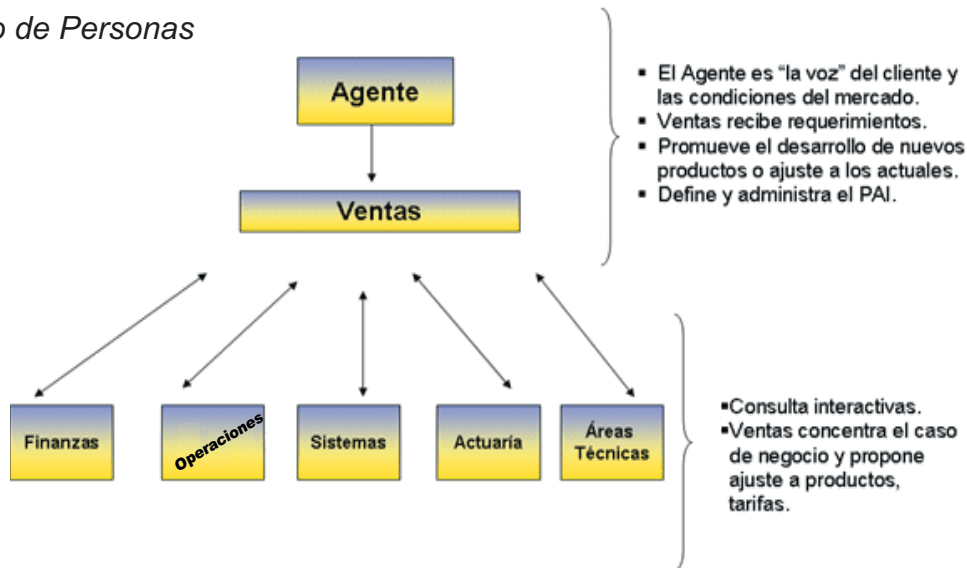 o de Personas
Agente
Ventas
▪ El Agente es "la voz" del cliente y
las condiciones del mercado.
▪ Ventas recibe requerimientos.
▪ Promueve el desarrollo de nuevos
productos o ajuste a los actuales.
▪ Define y administra el PAI.
Finanzas
Operaciones
Sistemas
Actuaría
Áreas
Técnicas
▪Consulta interactivas.
▪Ventas concentra el caso
de negocio y propone
ajuste a productos,
tarifas.